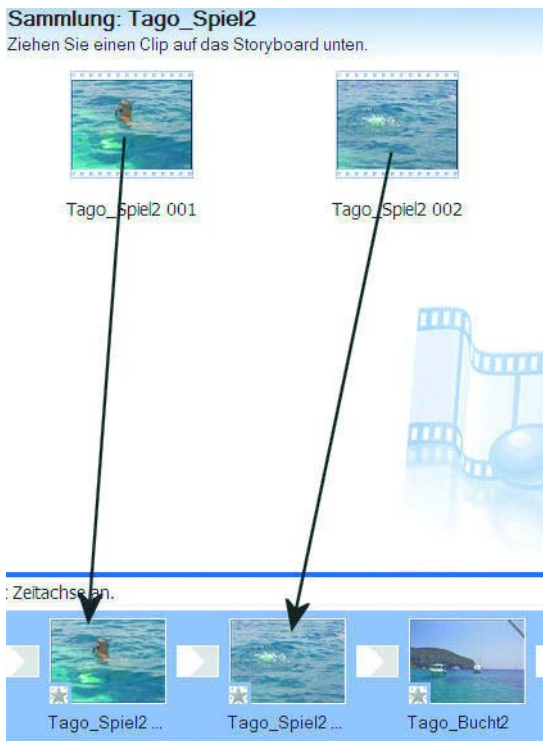 Sammlung: Tago_Spiel2
Ziehen Sie einen Clip auf das Storyboard unten.
Tago_Spiel2 001
Tago_Spiel2 002
: Zeitachse an.
Tago_Spiel2 ...
Tago_Spiel2 ...
Tago_Bucht2